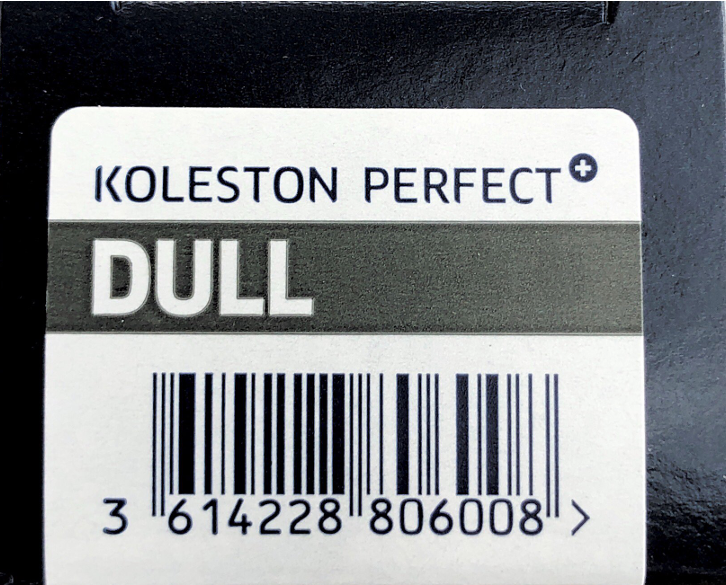 KOLESTON PERFECT+
DULL
3 614228 806008 >